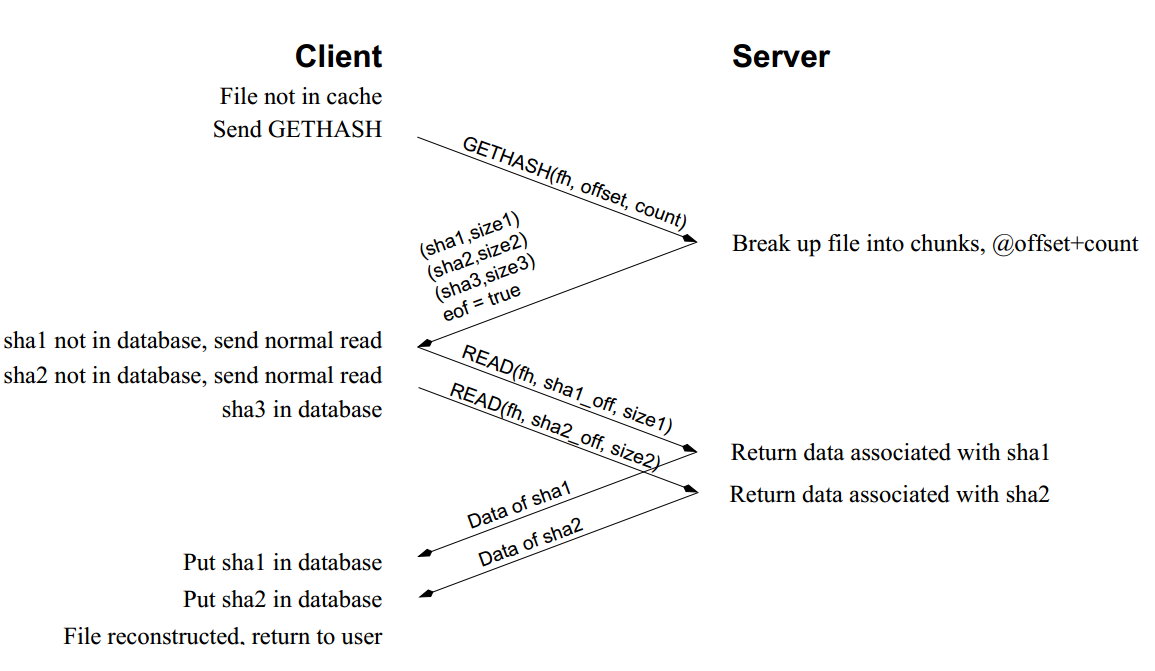 Client
Server
File not in cache
Send GETHASH
GETHASH(fh, offset, count)
Break up file into chunks, @offset+count
(sha1,size1)
(sha2,size2)
(sha3,size3)
eof = true
sha1 not in database, send normal read
sha2 not in database, send normal read
sha3 in database
READ(fh, sha1_off, size1)
READ(fh, sha2_off, size2)
Return data associated with sha1
Return data associated with sha2
Data of sha1
Data of sha2
Put sha1 in database
Put sha2 in database
File reconstructed, return to user